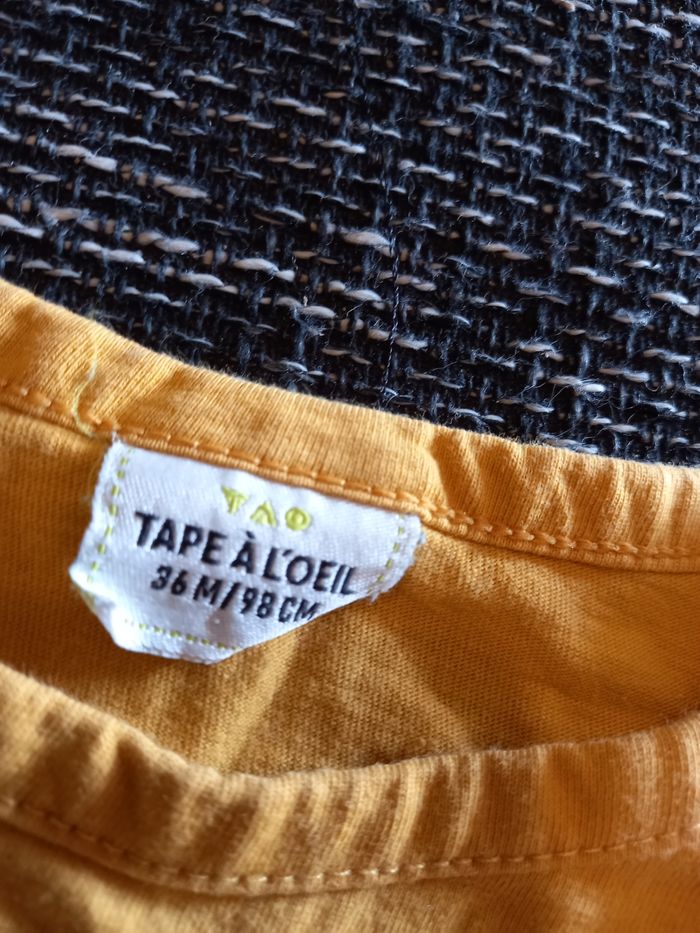 TAO
TAPE À L'OEIL
36 M/98 CM